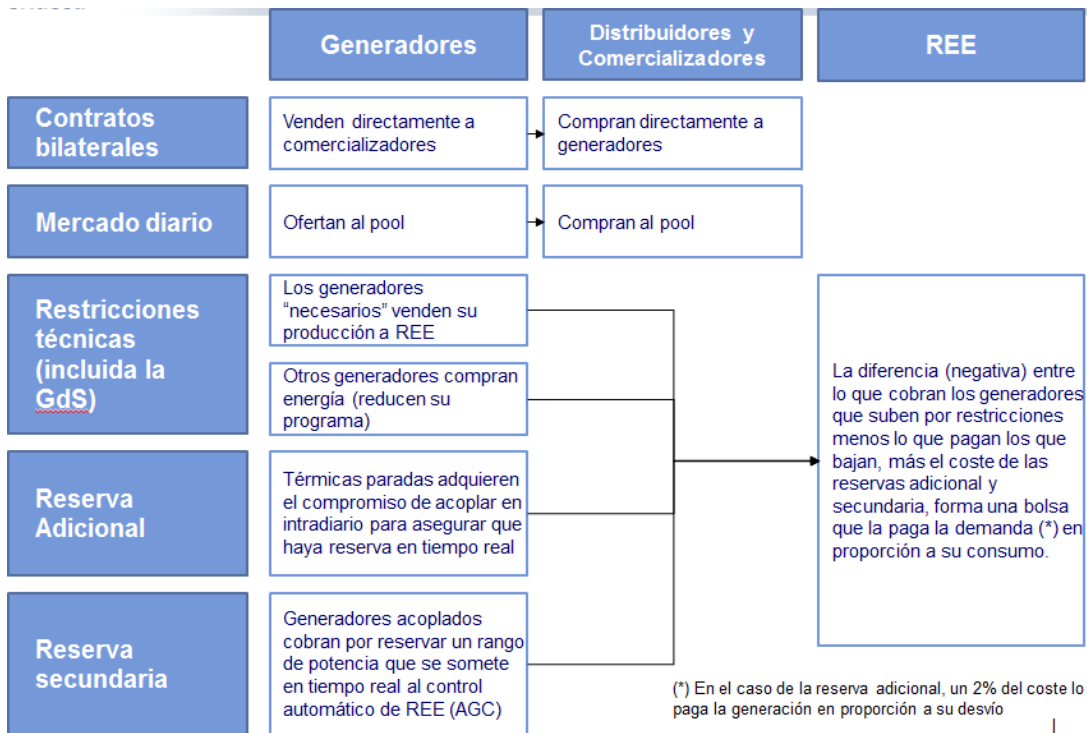 Generadores
Distribuidores y
Comercializadores
REE
Contratos
bilaterales
Venden directamente a
comercializadores
Compran directamente a
generadores
Mercado diario
Ofertan al pool
Compran al pool
Restricciones
técnicas
(incluida la
GdS)
Los generadores
“necesarios” venden su
producción a REE
Otros generadores compran
energía (reducen su
programa)
Reserva
Adicional
Térmicas paradas adquieren
el compromiso de acoplar en
intradiario para asegurar que
haya reserva en tiempo real
Reserva
secundaria
Generadores acoplados
cobran por reservar un rango
de potencia que se somete
en tiempo real al control
automático de REE (AGC)
La diferencia (negativa) entre
lo que cobran los generadores
que suben por restricciones
menos lo que pagan los que
bajan, más el coste de las
reservas adicional y
secundaria, forma una bolsa
que la paga la demanda (*) en
proporción a su consumo.
(*) En el caso de la reserva adicional, un 2% del coste lo
paga la generación en proporción a su desvío